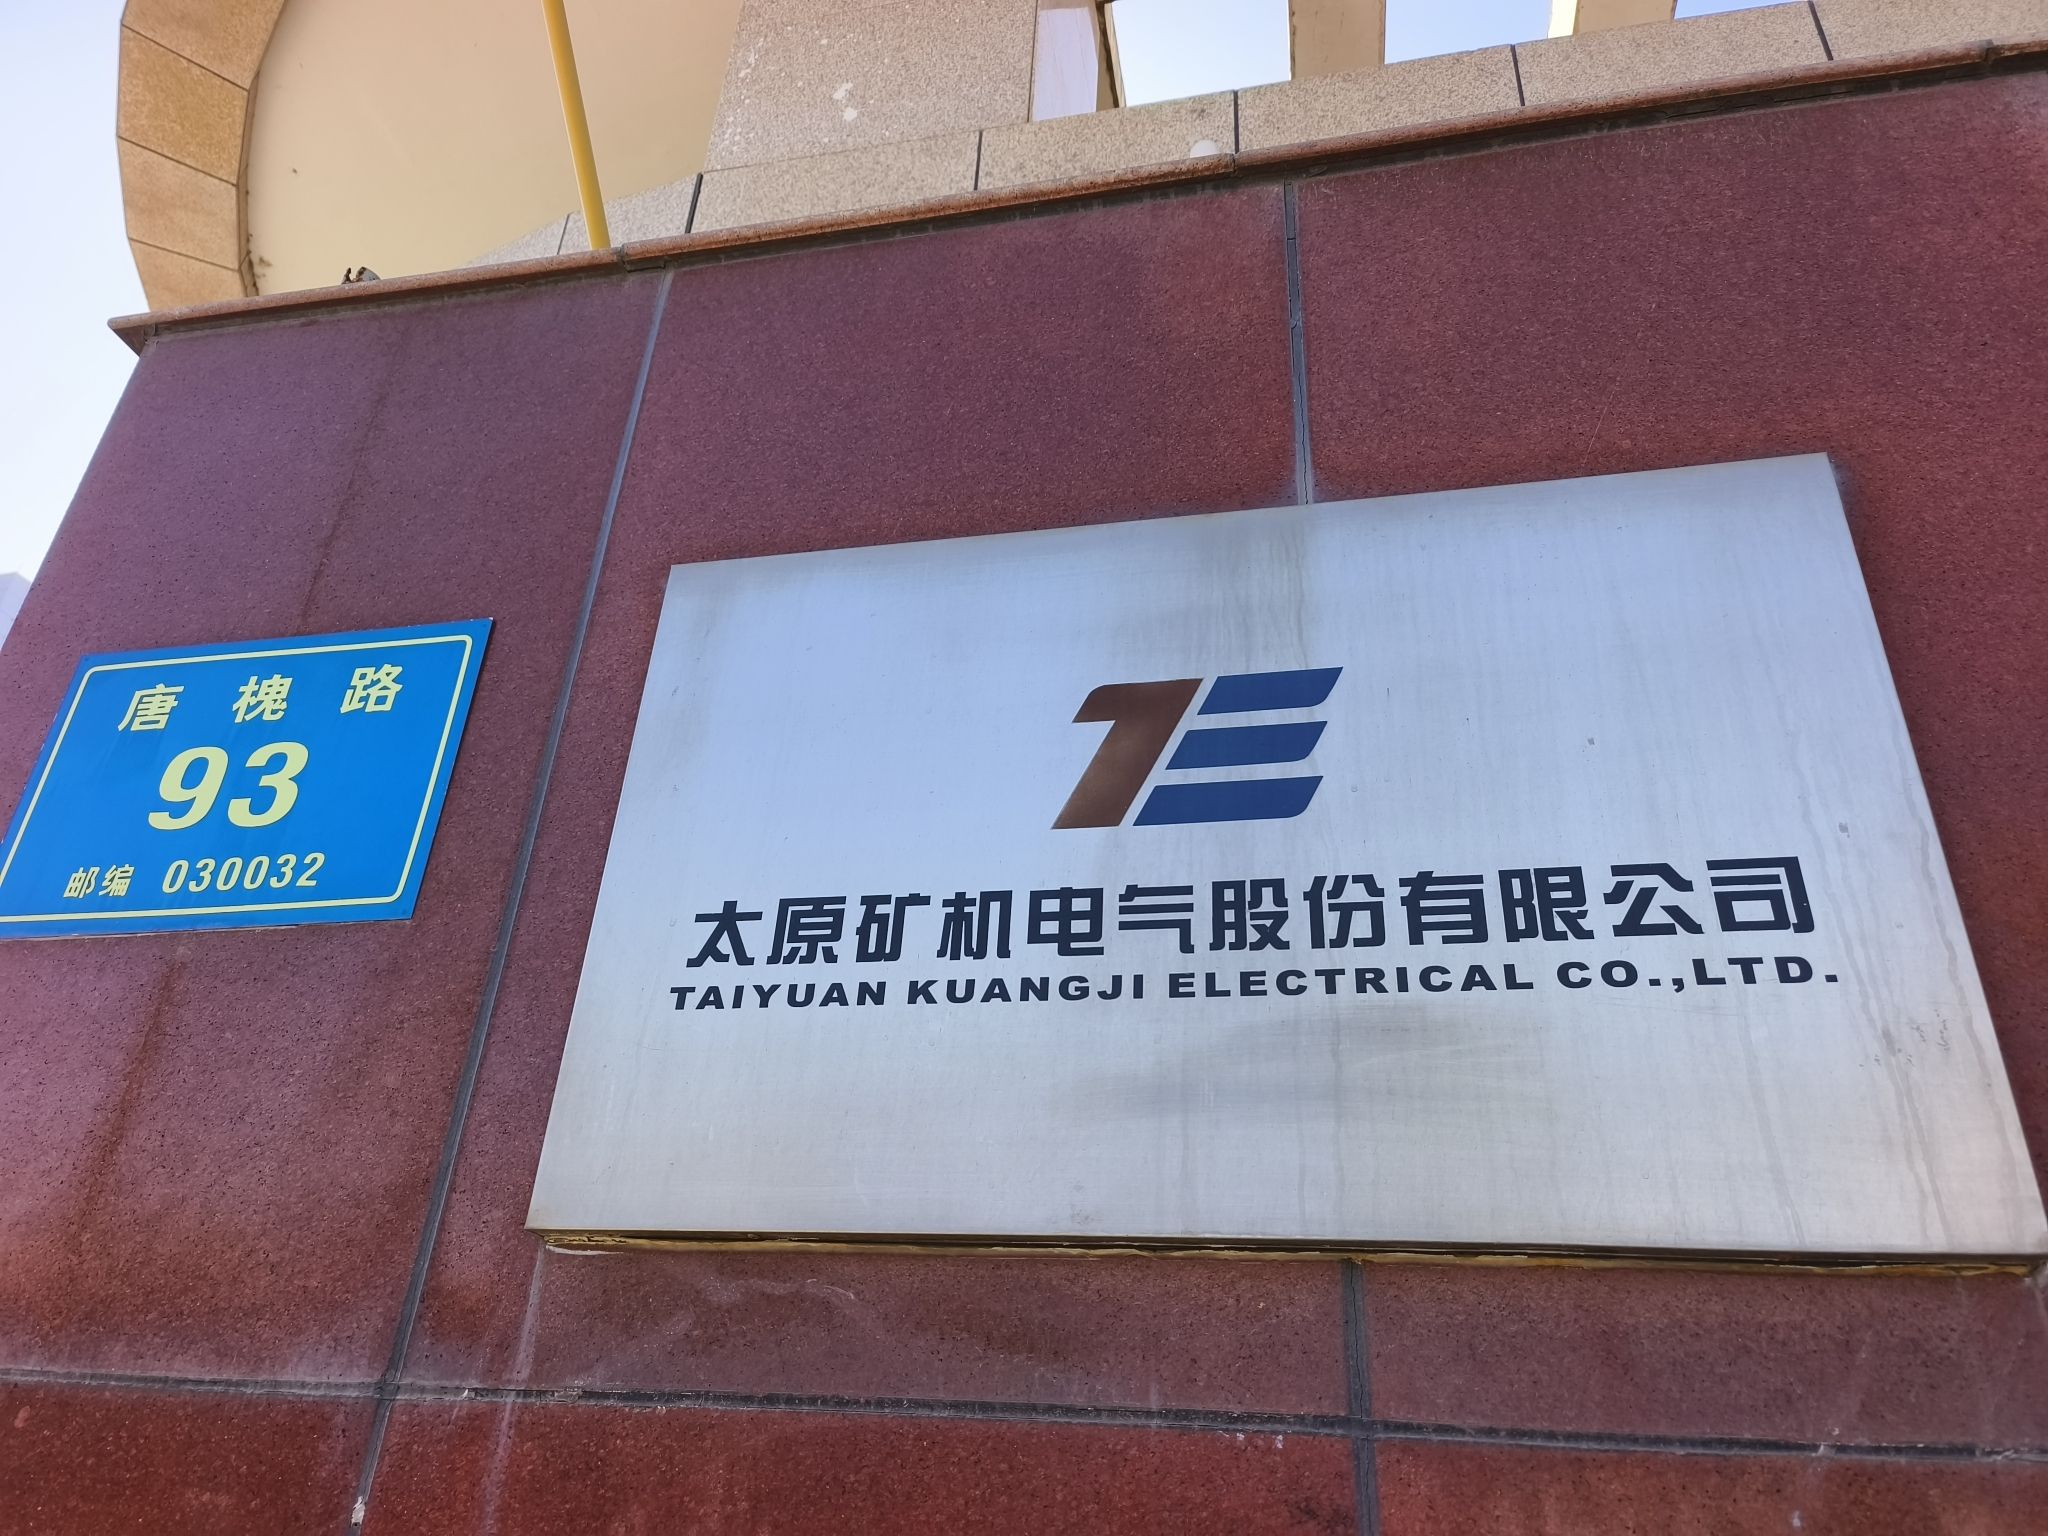 唐槐路
93
邮编 030032
太原矿机电气股份有限公司
TAIYUAN KUANGJI ELECTRICAL CO.,LTD.